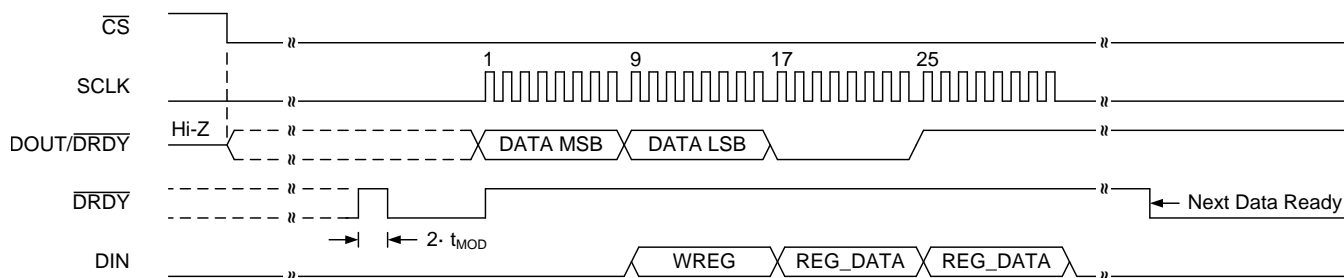 CS
1 9 17 25
SCLK
Hi-Z
DOUT/DRDY DATA MSB DATA LSB
DRDY Next Data Ready
2· tMOD
DIN WREG REG_DATA REG_DATA